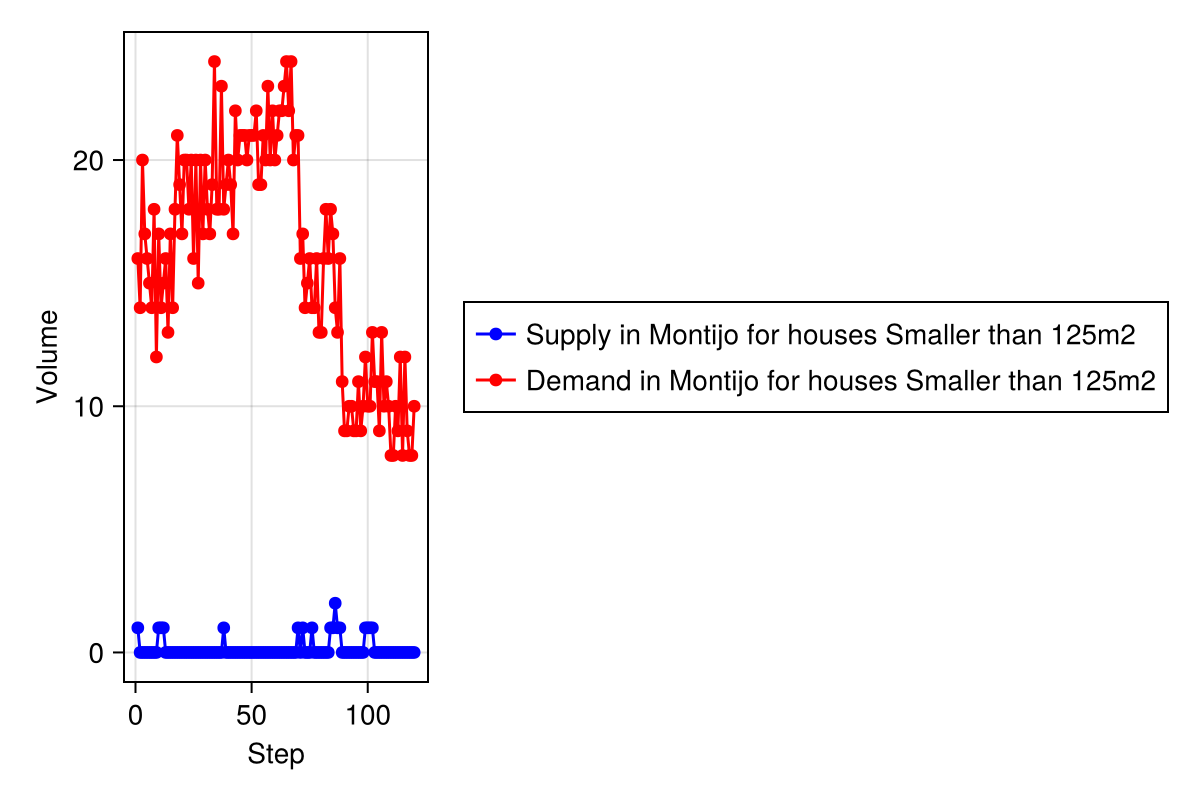 Volume
20
10
0
0 50 100
Step
Supply in Montijo for houses Smaller than 125m2
Demand in Montijo for houses Smaller than 125m2